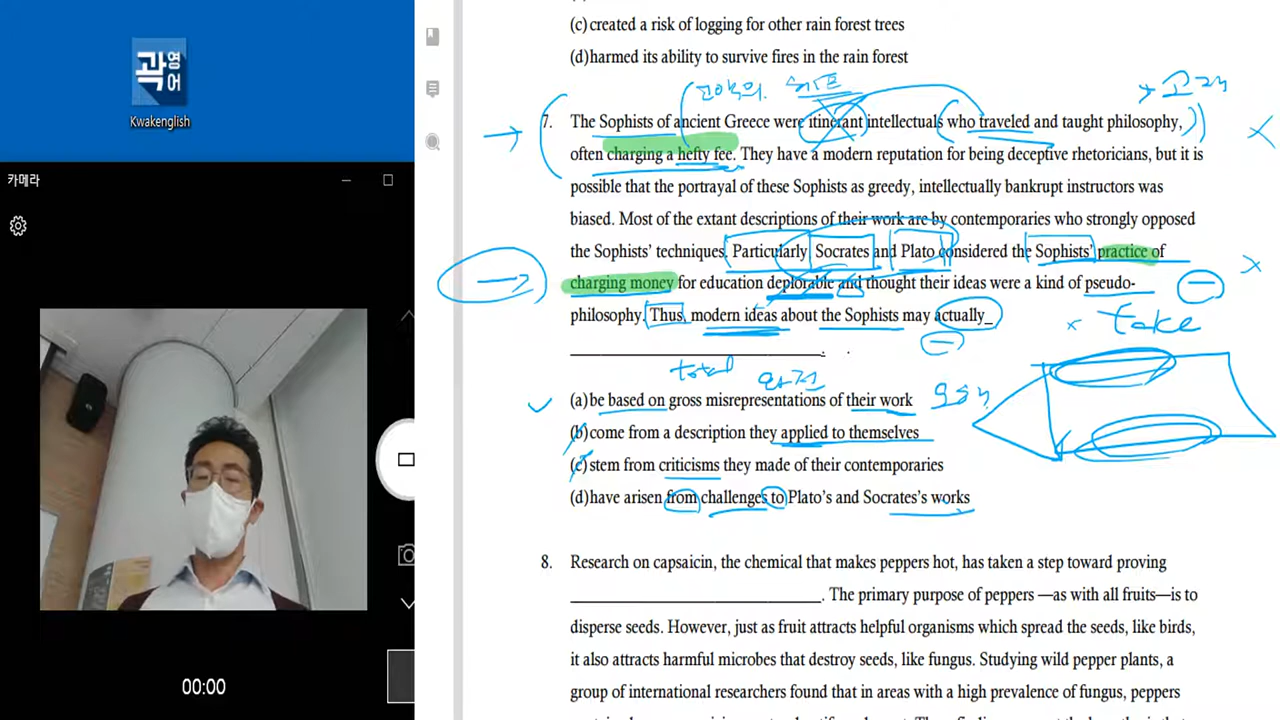 (c) created a risk of logging for other rain forest trees
(d) harmed its ability to survive fires in the rain forest
곽영어
Kwakenglish
7. The Sophists of ancient Greece were itinerant intellectuals who traveled and taught philosophy,
often charging a hefty fee. They have a modern reputation for being deceptive rhetoricians, but it is
possible that the portrayal of these Sophists as greedy, intellectually bankrupt instructors was
biased. Most of the extant descriptions of their work are by contemporaries who strongly opposed
the Sophists' techniques. Particularly Socrates and Plato considered the Sophists' practice of
charging money for education deplorable and thought their ideas were a kind of pseudo-
philosophy. Thus, modern ideas about the Sophists may actually
take
total
카메라
(a) be based on gross misrepresentations of their work
(b) come from a description they applied to themselves
(c) stem from criticisms they made of their contemporaries
(d) have arisen from challenges to Plato's and Socrates's works
8. Research on capsaicin, the chemical that makes peppers hot, has taken a step toward proving
. The primary purpose of peppers —as with all fruits—is to
disperse seeds. However, just as fruit attracts helpful organisms which spread the seeds, like birds,
it also attracts harmful microbes that destroy seeds, like fungus. Studying wild pepper plants, a
group of international researchers found that in areas with a high prevalence of fungus, peppers
00:00